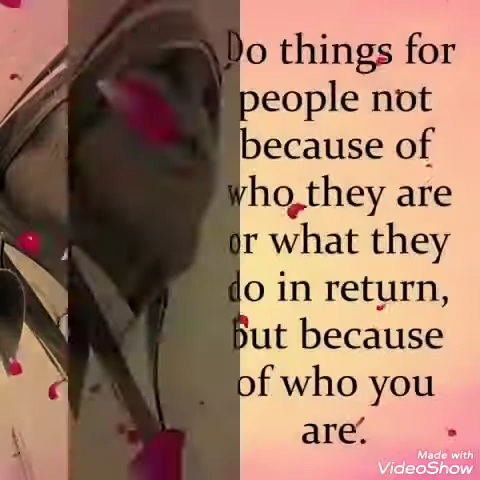 Do things for
people not
because of
who they are
or what they
do in return,
but because
of who you
are.
Made with
VideoShow